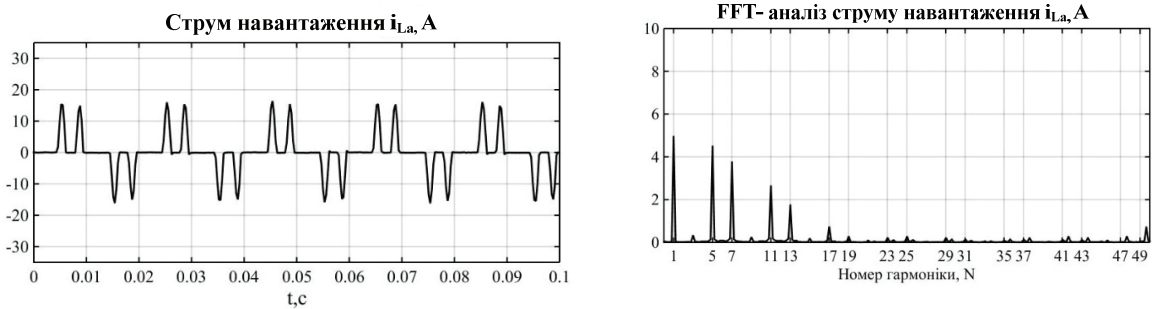 Струм навантаження iLa, А
30
20
10
0
-10
-20
-30
0 0.01 0.02 0.03 0.04 0.05 0.06 0.07 0.08 0.09 0.1
t,c
FFT- аналіз струму навантаження iLa, А
10
8
6
4
2
0
1 5 7 11 13 17 19 23 25 29 31 35 37 41 43 47 49
Номер гармоніки, N